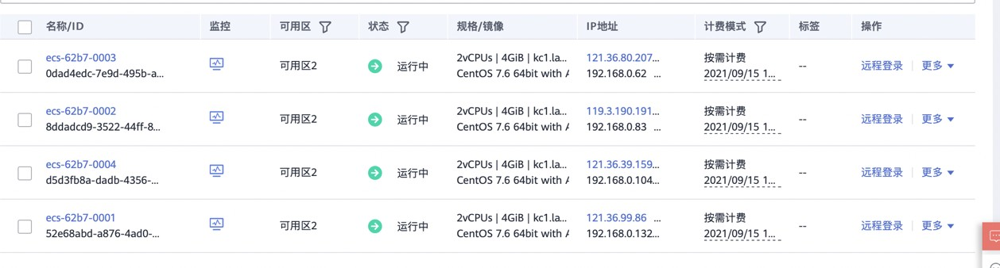 名称/ID 监控 可用区 状态 规格/镜像 IP地址 计费模式 标签 操作
ecs-62b7-0003 2vCPUs | 4GiB | kc1.la... 121.36.80.207... 按需计费
可用区2 运行中 -- 远程登录 更多
0dad4edc-7e9d-495b-a... CentOS 7.6 64bit with A 192.168.0.62 ... 2021/09/15 1...
ecs-62b7-0002 2vCPUs | 4GiB | kc1.la... 119.3.190.191... 按需计费
可用区2 运行中 -- 远程登录 更多
8ddadcd9-3522-44ff-8... CentOS 7.6 64bit with A 192.168.0.83 ... 2021/09/15 1...
ecs-62b7-0004 2vCPUs | 4GiB | kc1.la... 121.36.39.159... 按需计费
可用区2 运行中 -- 远程登录 更多
d5d3fb8a-dadb-4356-... CentOS 7.6 64bit with A 192.168.0.104... 2021/09/15 1...
ecs-62b7-0001 2vCPUs | 4GiB | kc1.la... 121.36.99.86 ... 按需计费
可用区2 运行中 -- 远程登录 更多
52e68abd-a876-4ad0-... CentOS 7.6 64bit with A 192.168.0.132... 2021/09/15 1...